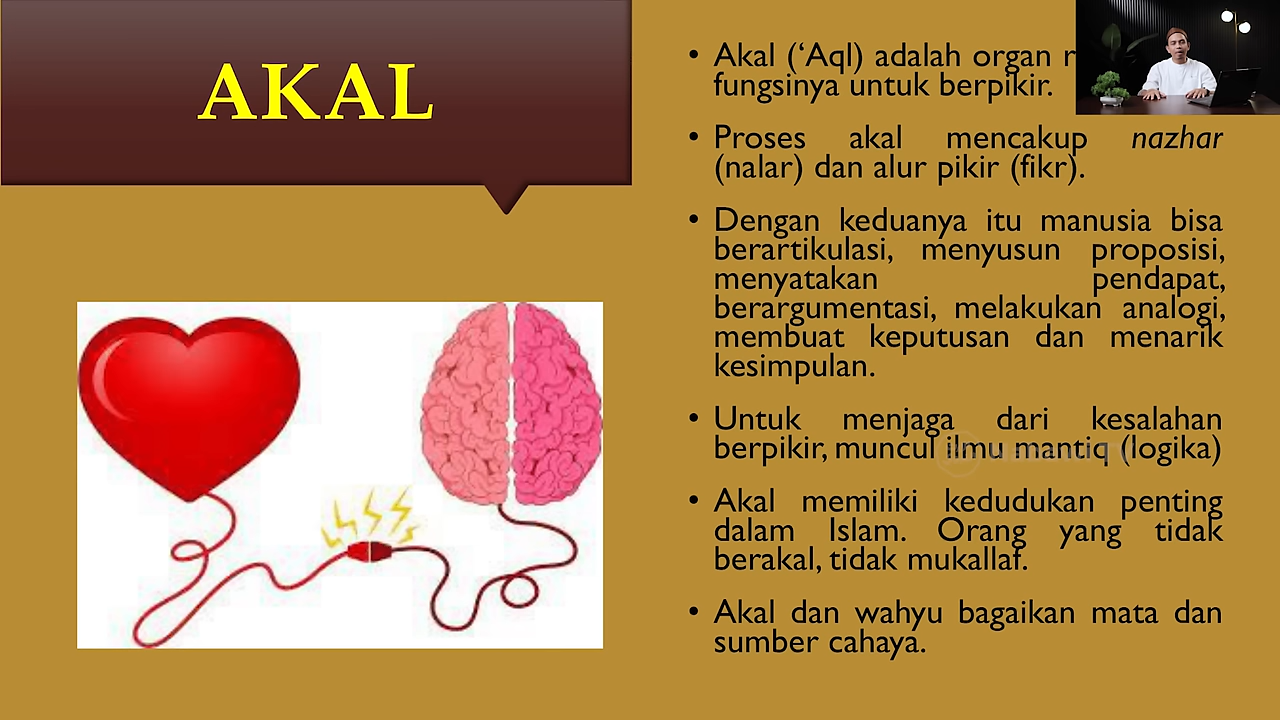 AKAL
• Akal (‘Aql) adalah organ
fungsinya untuk berpikir.
• Proses akal mencakup nazhar
(nalar) dan alur pikir (fikr).
• Dengan keduanya itu manusia bisa
berartikulasi, menyusun proposisi,
menyatakan pendapat,
berargumentasi, melakukan analogi,
membuat keputusan dan menarik
kesimpulan.
• Untuk menjaga dari kesalahan
berpikir, muncul ilmu mantiq (logika)
• Akal memiliki kedudukan penting
dalam Islam. Orang yang tidak
berakal, tidak mukallaf.
• Akal dan wahyu bagaikan mata dan
sumber cahaya.